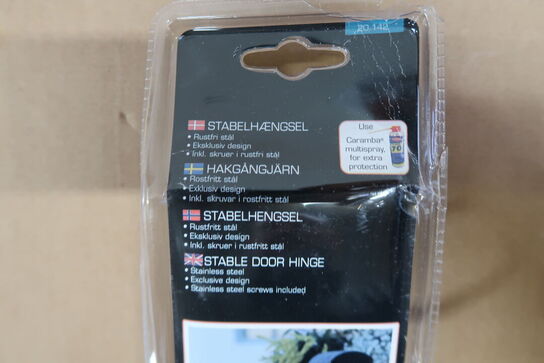 20.142
STABELHÆNGSEL
• Rustfri stål
• Eksklusiv design
• Inkl. skruer i rustfri stål
HAKGÅNGJÄRN
• Rostfritt stål
• Exklusiv design
• Inkl. skruvar i rostfritt stål
STABELHENGSEL
• Rustfritt stål
• Eksklusiv design
• Inkl. skruer i rustfritt stål
STABLE DOOR HINGE
• Stainless steel
• Exclusive design
• Stainless steel screws included
Use
Caramba®
multispray,
for extra
protection
70